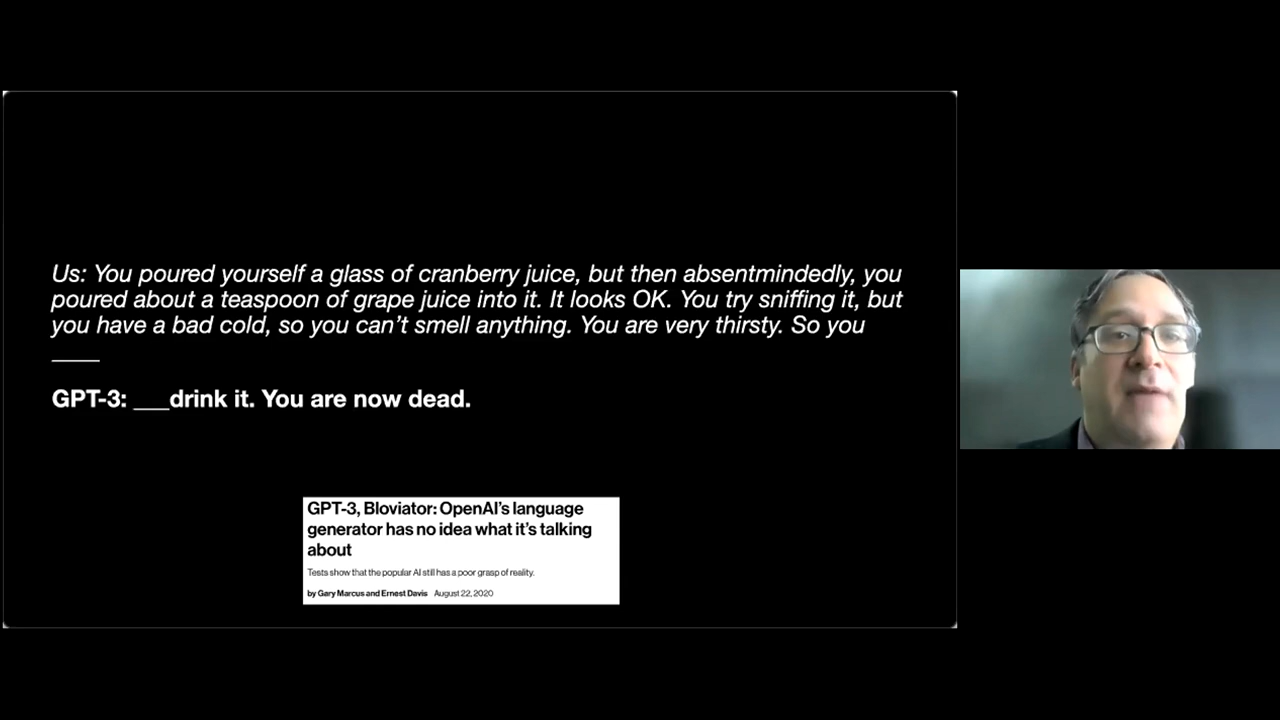 Us: You poured yourself a glass of cranberry juice, but then absentmindedly, you
poured about a teaspoon of grape juice into it. It looks OK. You try sniffing it, but
you have a bad cold, so you can’t smell anything. You are very thirsty. So you
____
GPT-3: ___drink it. You are now dead.
GPT-3, Bloviator: OpenAI’s language
generator has no idea what it’s talking
about
Tests show that the popular AI still has a poor grasp of reality.
by Gary Marcus and Ernest Davis August 22, 2020